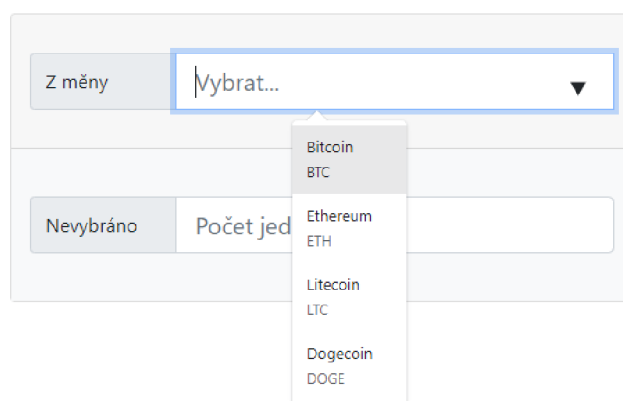 Z měny
Vybrat...
Bitcoin
BTC
Ethereum
ETH
Litecoin
LTC
Dogecoin
DOGE
Nevybráno
Počet jed